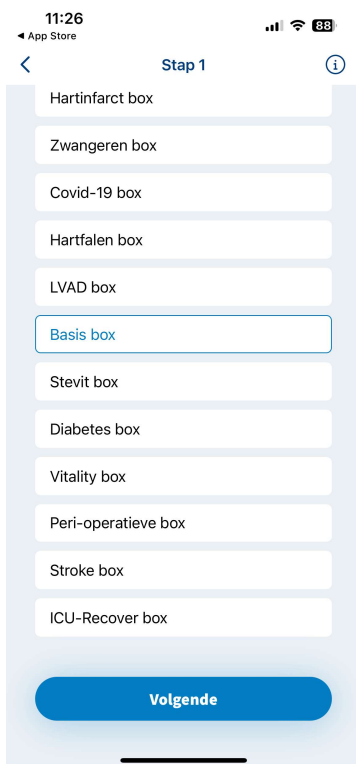 11:26
◀ App Store
88
Stap 1
Hartinfarct box
Zwangeren box
Covid-19 box
Hartfalen box
LVAD box
Basis box
Stevit box
Diabetes box
Vitality box
Peri-operatieve box
Stroke box
ICU-Recover box
Volgende